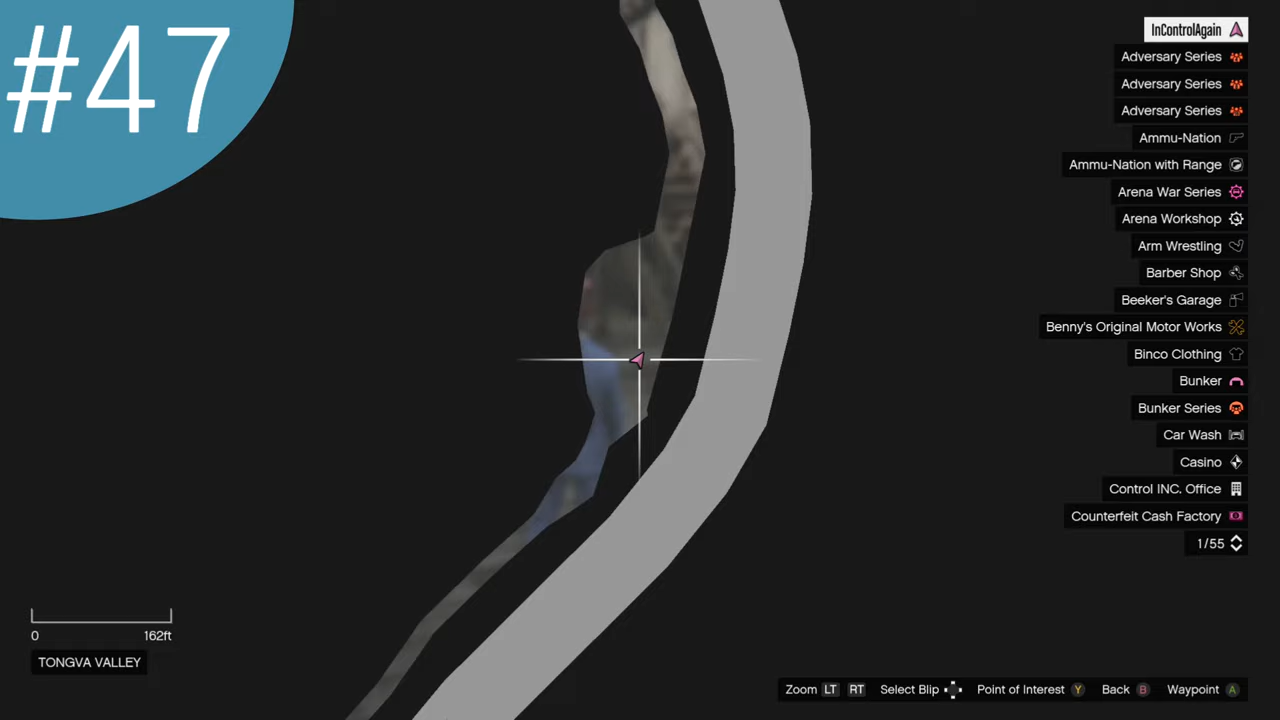 #47
InControlAgain
Adversary Series
Adversary Series
Adversary Series
Ammu-Nation
Ammu-Nation with Range
Arena War Series
Arena Workshop
Arm Wrestling
Barber Shop
Beeker's Garage
Benny's Original Motor Works
Binco Clothing
Bunker
Bunker Series
Car Wash
Casino
Control INC. Office
Counterfeit Cash Factory
1/55
0 162ft
TONGVA VALLEY
Zoom LT RT Select Blip Point of Interest Y Back B Waypoint A